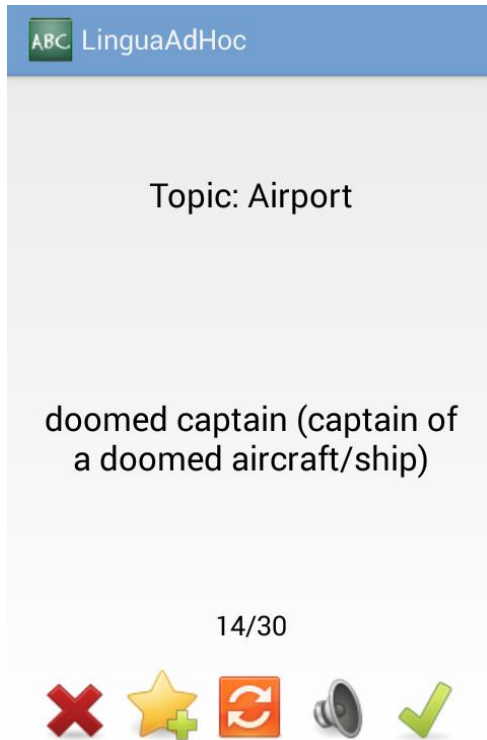 ABC LinguaAdHoc
Topic: Airport
doomed captain (captain of
a doomed aircraft/ship)
14/30